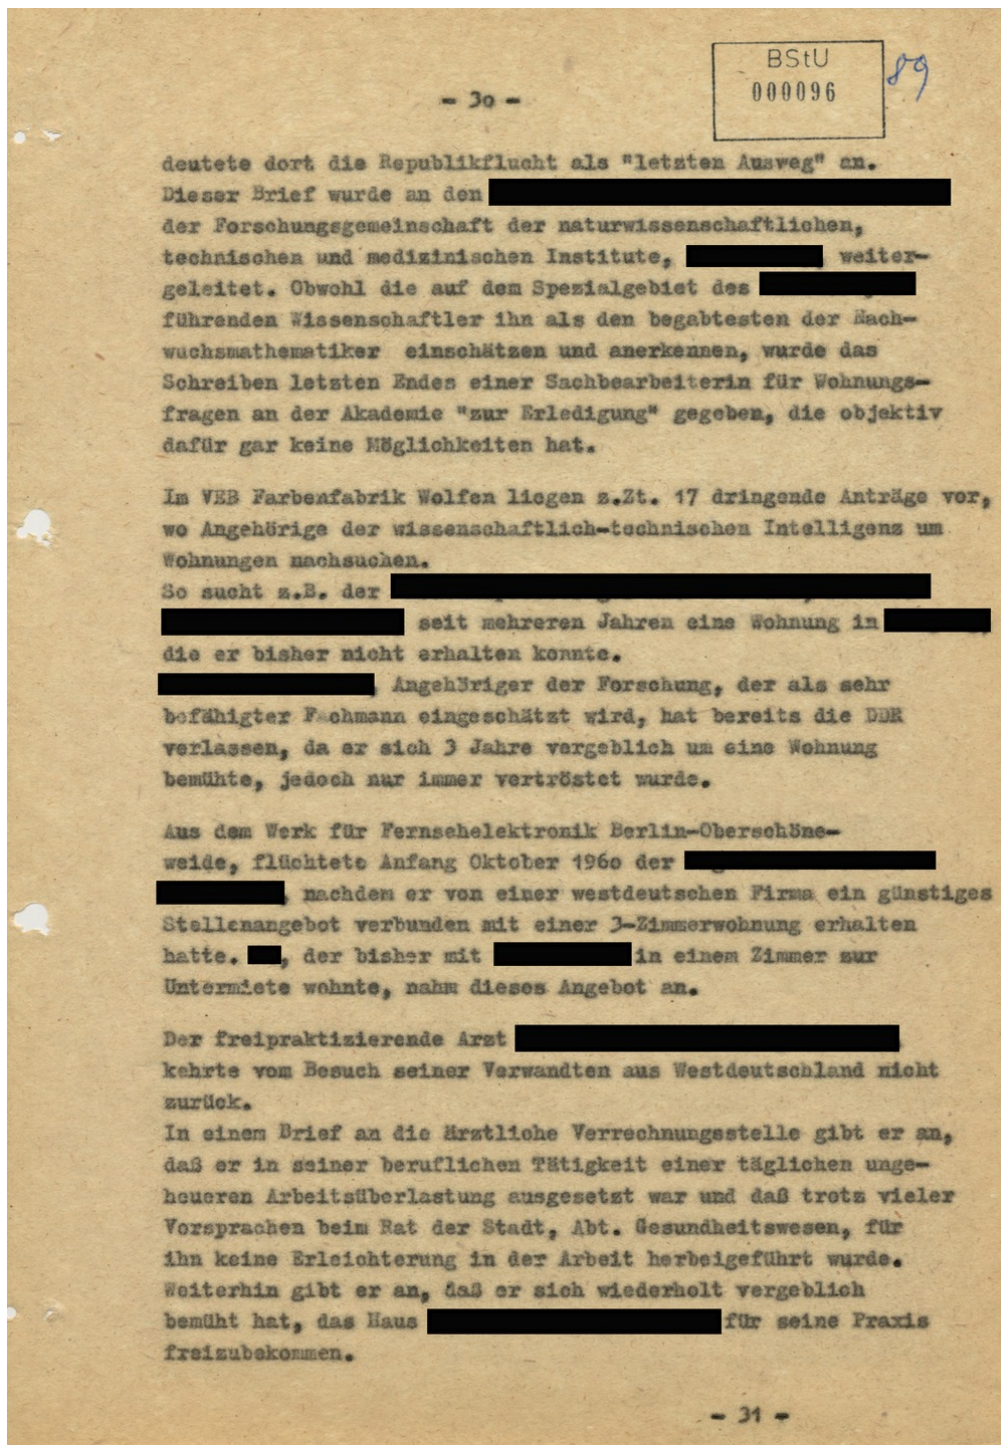 BStU
000096
89
- 3o -
deutete dort die Republikflucht als "letzten Ausweg" an.
Dieser Brief wurde an den
der Forschungsgemeinschaft der naturwissenschaftlichen,
technischen und medizinischen Institute, weiter-
geleitet. Obwohl die auf dem Spezialgebiet des
führenden Wissenschaftler ihn als den begabtesten der Nach-
wuchsmathematiker einschätzen und anerkennen, wurde das
Schreiben letzten Endes einer Sachbearbeiterin für Wohnungs-
fragen an der Akademie "zur Erledigung" gegeben, die objektiv
dafür gar keine Möglichkeiten hat.
Im VEB Farbenfabrik Wolfen liegen z.Zt. 17 dringende Anträge vor,
wo Angehörige der wissenschaftlich-technischen Intelligenz um
Wohnungen nachsuchen.
So sucht z.B. der
seit mehreren Jahren eine Wohnung in
die er bisher nicht erhalten konnte.
, Angehöriger der Forschung, der als sehr
befähigter Fachmann eingeschätzt wird, hat bereits die DDR
verlassen, da er sich 3 Jahre vergeblich um eine Wohnung
bemühte, jedoch nur immer vertröstet wurde.
Aus dem Werk für Fernsehelektronik Berlin-Oberschöne-
weide, flüchtete Anfang Oktober 196o der
, nachdem er von einer westdeutschen Firma ein günstiges
Stellenangebot verbunden mit einer 3-Zimmerwohnung erhalten
hatte. , der bisher mit in einem Zimmer zur
Untermiete wohnte, nahm dieses Angebot an.
Der freipraktizierende Arzt
kehrte vom Besuch seiner Verwandten aus Westdeutschland nicht
zurück.
In einem Brief an die Ärztliche Verrechnungsstelle gibt er an,
daß er in seiner beruflichen Tätigkeit einer täglichen unge-
heueren Arbeitsüberlastung ausgesetzt war und daß trotz vieler
Vorsprachen beim Rat der Stadt, Abt. Gesundheitswesen, für
ihn keine Erleichterung in der Arbeit herbeigeführt wurde.
Weiterhin gibt er an, daß er sich wiederholt vergeblich
bemüht hat, das Haus für seine Praxis
freizubekommen.
- 31 -